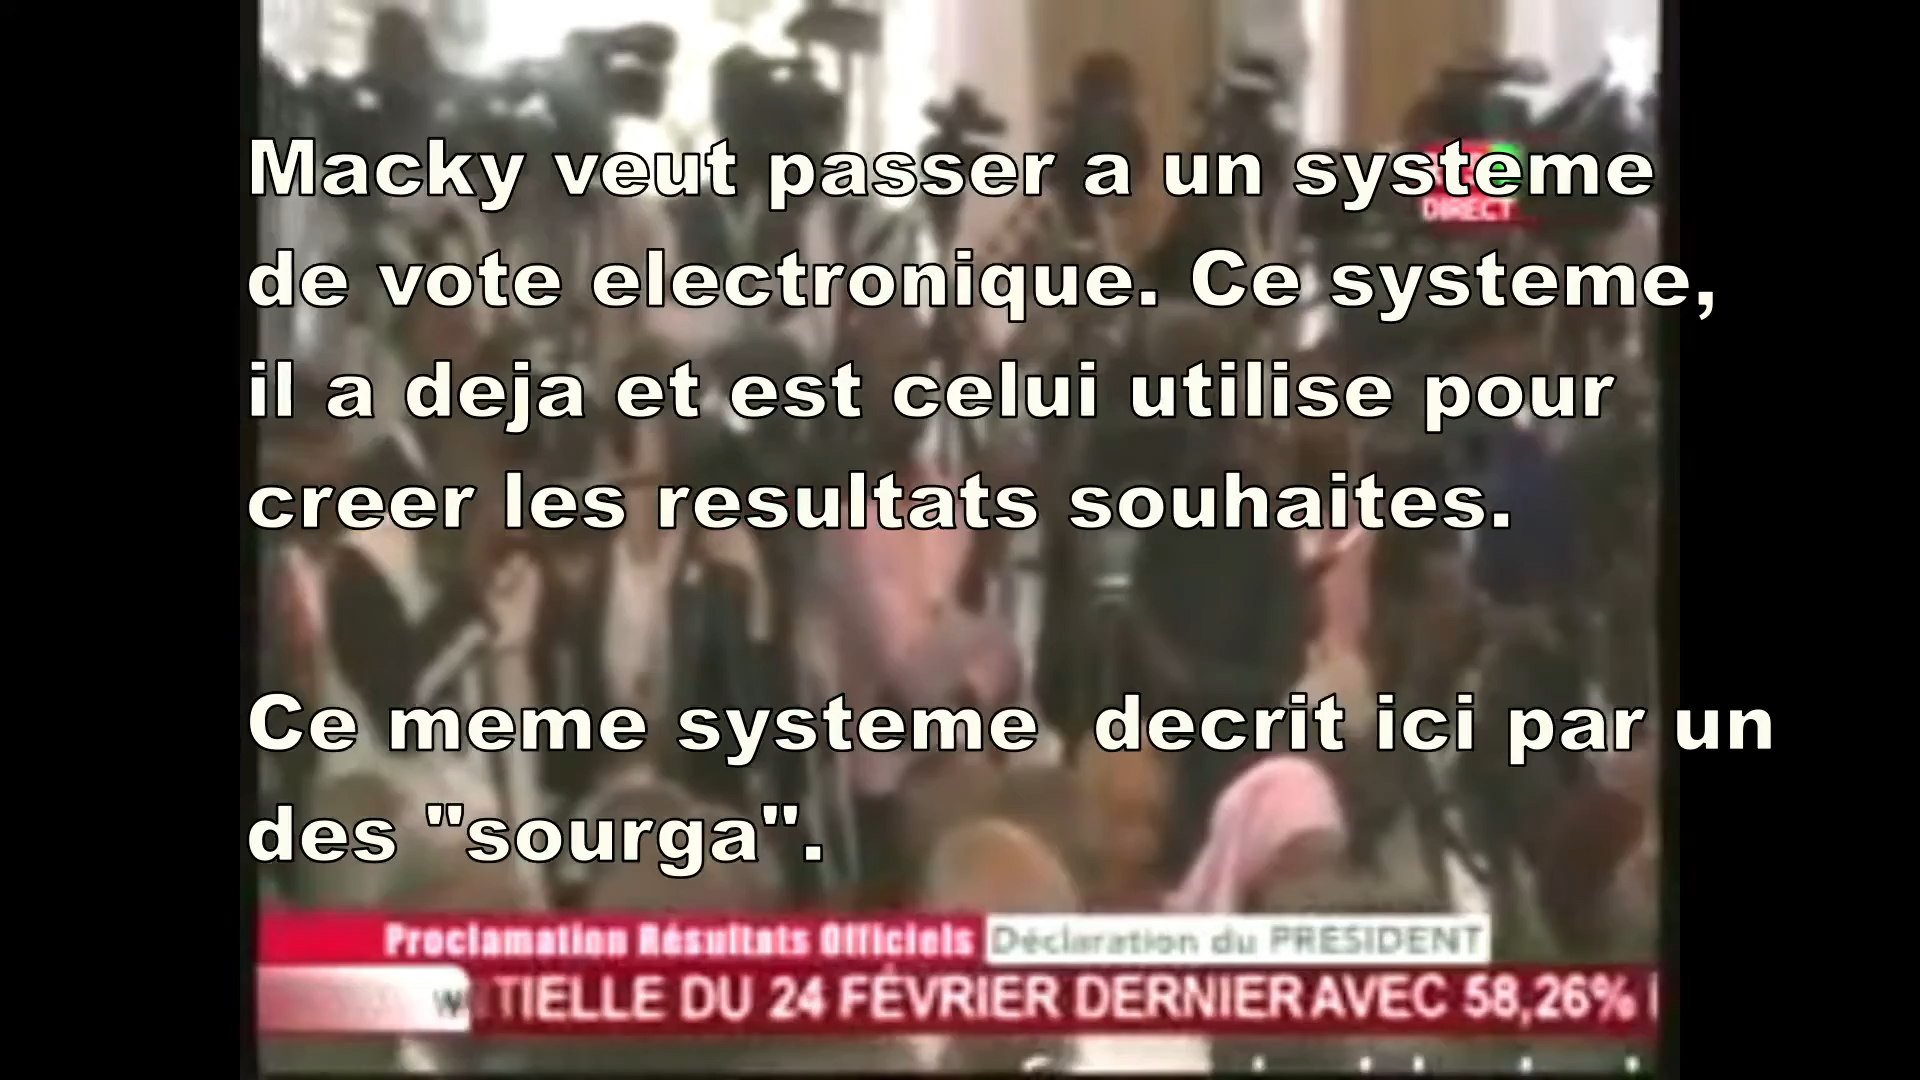 Macky veut passer a un systeme
de vote electronique. Ce systeme,
il a deja et est celui utilise pour
creer les resultats souhaites.
DIRECT
Ce meme systeme decrit ici par un
des "sourga".
Proclamation Résultats Officiels Déclaration du PRESIDENT
TIELLE DU 24 FÉVRIER DERNIER AVEC 58,26%